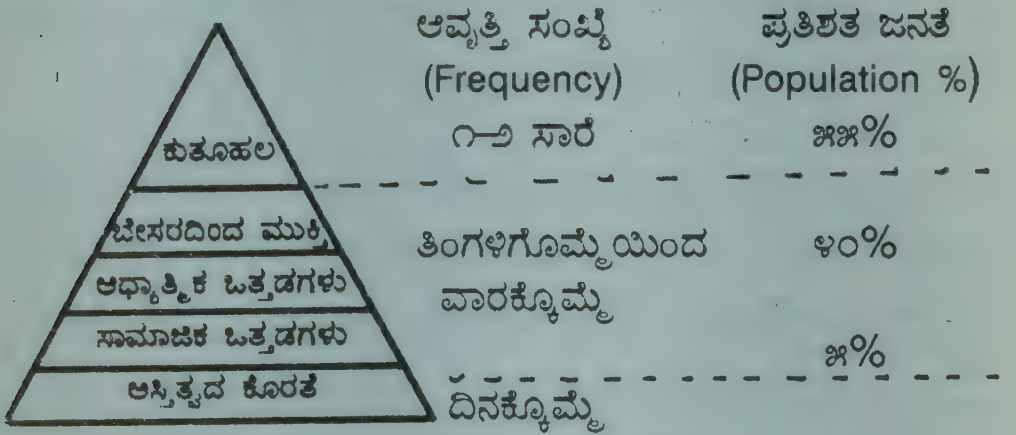 ಆವೃತ್ತಿ ಸಂಖ್ಯೆ ಪ್ರತಿಶತ ಜನತೆ
(Frequency) (Population %)
ಕುತೂಹಲ ೧–೨ ಸಾರೆ ೫೫%
ಬೇಸರದಿಂದ ಮುಕ್ತಿ ತಿಂಗಳಿಗೊಮ್ಮೆಯಿಂದ ೪೦%
ಆಧ್ಯಾತ್ಮಿಕ ಒತ್ತಡಗಳು ವಾರಕ್ಕೊಮ್ಮೆ
ಸಾಮಾಜಿಕ ಒತ್ತಡಗಳು ೫%
ಅಸ್ತಿತ್ವದ ಕೊರತೆ ದಿನಕ್ಕೊಮ್ಮೆ